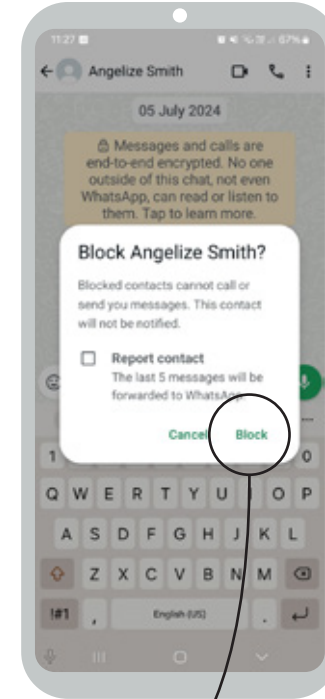 11:27
67%
Angelize Smith
05 July 2024
Messages and calls are
end-to-end encrypted. No one
outside of this chat, not even
WhatsApp, can read or listen to
them. Tap to learn more.
Block Angelize Smith?
Blocked contacts cannot call or
send you messages. This contact
will not be notified.
Report contact
The last 5 messages will be
forwarded to WhatsApp.
Cancel Block
1 0
Q W E R T Y U I O P
A S D F G H J K L
Z X C V B N M
!#1 , English (US) .